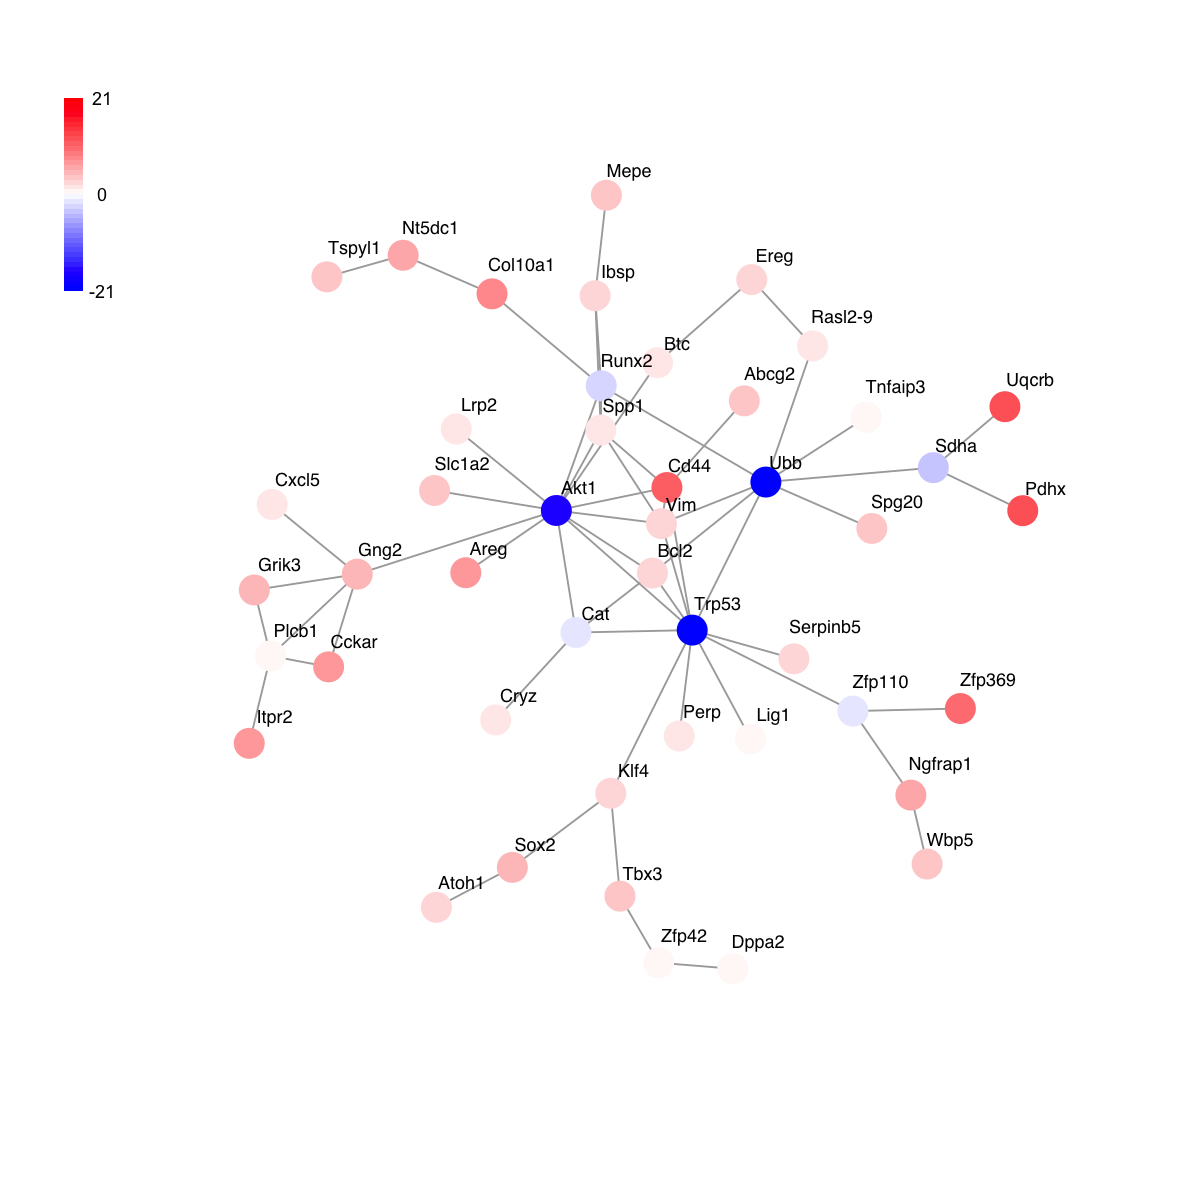 21
0
-21
Mepe
Nt5dc1
Tspyl1
Ereg
Col10a1
Ibsp
Rasl2-9
Btc
Runx2
Abcg2
Uqcrb
Tnfaip3
Lrp2
Spp1
Sdha
Slc1a2
Cd44
Ubb
Cxcl5
Akt1
Pdhx
Vim
Spg20
Areg
Gng2
Bcl2
Grik3
Trp53
Cat
Plcb1
Serpinb5
Cckar
Zfp110
Zfp369
Cryz
Perp
Lig1
Itpr2
Ngfrap1
Klf4
Wbp5
Sox2
Tbx3
Atoh1
Zfp42
Dppa2